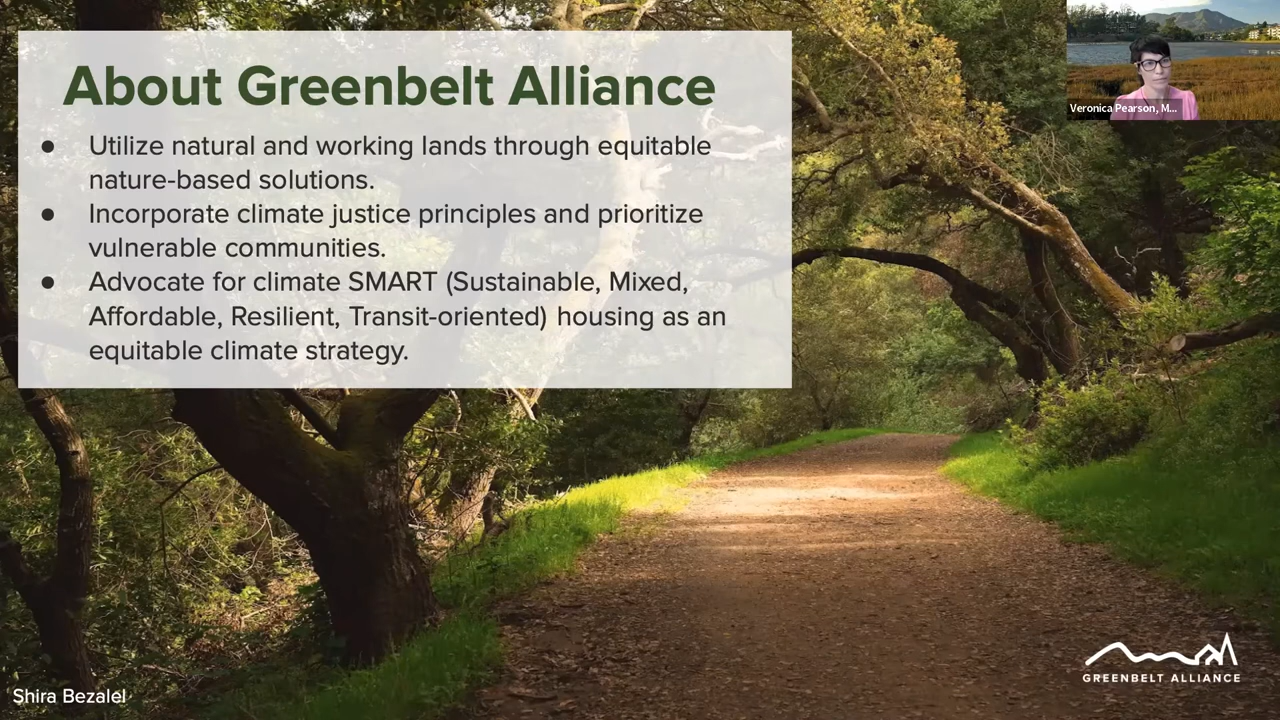 About Greenbelt Alliance
● Utilize natural and working lands through equitable
nature-based solutions.
● Incorporate climate justice principles and prioritize
vulnerable communities.
● Advocate for climate SMART (Sustainable, Mixed,
Affordable, Resilient, Transit-oriented) housing as an
equitable climate strategy.
Veronica Pearson, M...
GREENBELT ALLIANCE
Shira Bezalel